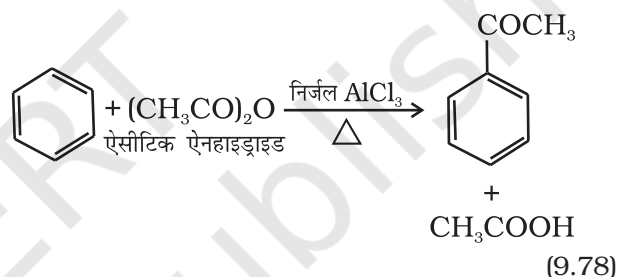 COCH₃
+ (CH₃CO)₂O निर्जल AlCl₃
ऐसीटिक ऐनहाइड्राइड △
+
CH₃COOH
(9.78)